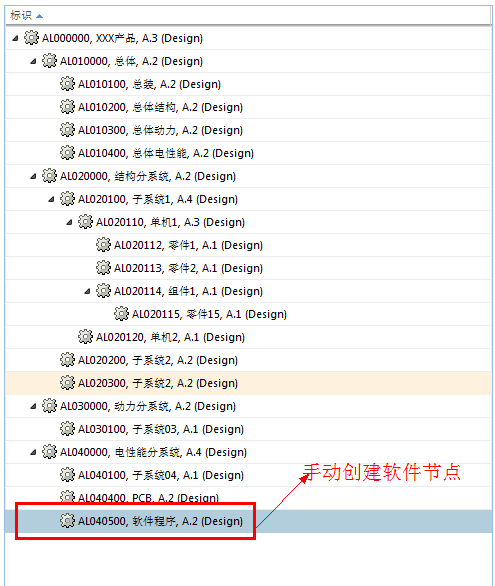 标识
AL000000, XXX产品, A.3 (Design)
AL010000, 总体, A.2 (Design)
AL010100, 总装, A.2 (Design)
AL010200, 总体结构, A.2 (Design)
AL010300, 总体动力, A.2 (Design)
AL010400, 总体电性能, A.2 (Design)
AL020000, 结构分系统, A.2 (Design)
AL020100, 子系统1, A.4 (Design)
AL020110, 单机1, A.3 (Design)
AL020112, 零件1, A.1 (Design)
AL020113, 零件2, A.1 (Design)
AL020114, 组件1, A.1 (Design)
AL020115, 零件15, A.1 (Design)
AL020120, 单机2, A.1 (Design)
AL020200, 子系统2, A.2 (Design)
AL020300, 子系统2, A.2 (Design)
AL030000, 动力分系统, A.2 (Design)
AL030100, 子系统03, A.1 (Design)
AL040000, 电性能分系统, A.4 (Design)
AL040100, 子系统04, A.1 (Design)
手动创建软件节点
AL040400, PCB, A.2 (Design)
AL040500, 软件程序, A.2 (Design)